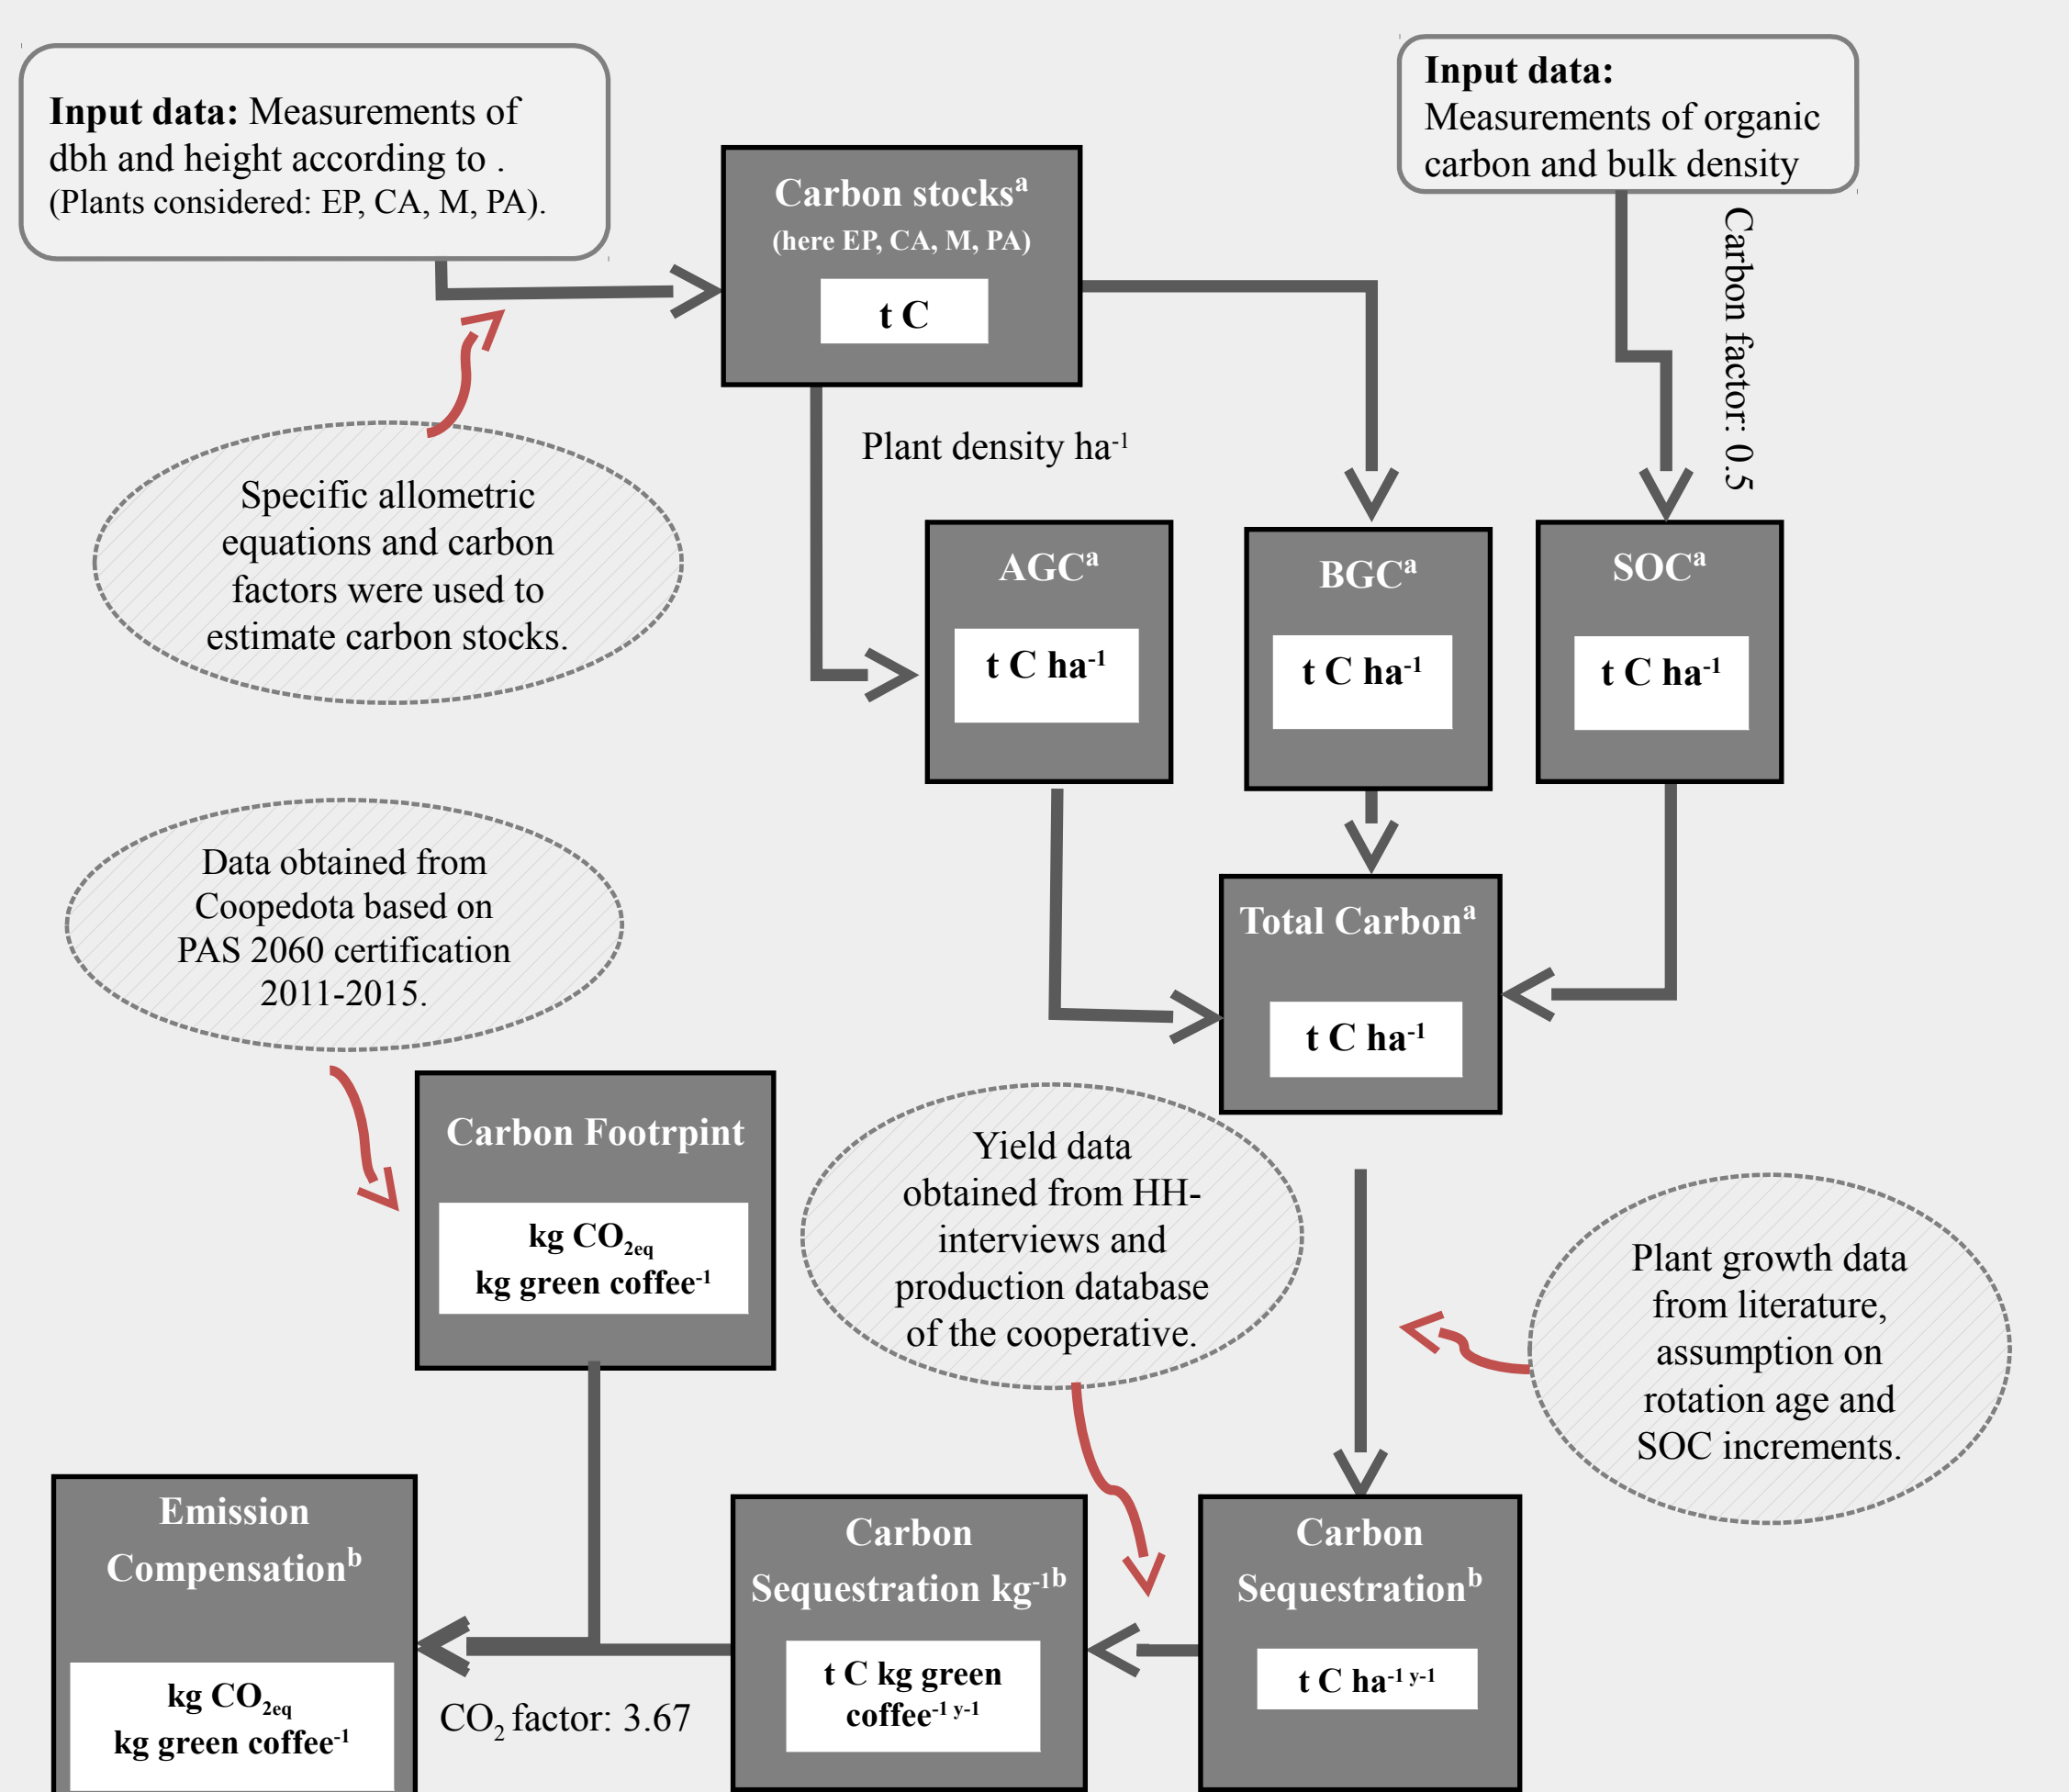 Input data: Measurements of
dbh and height according to .
(Plants considered: EP, CA, M, PA).
Input data:
Measurements of organic
carbon and bulk density
Carbon stocksᵃ
(here EP, CA, M, PA)
t C
Carbon factor: 0.5
Plant density ha⁻¹
Specific allometric
equations and carbon
factors were used to
estimate carbon stocks.
AGCᵃ
t C ha⁻¹
BGCᵃ
t C ha⁻¹
SOCᵃ
t C ha⁻¹
Data obtained from
Coopedota based on
PAS 2060 certification
2011-2015.
Total Carbonᵃ
t C ha⁻¹
Carbon Footrpint
kg CO₂eq
kg green coffee⁻¹
Yield data
obtained from HH-
interviews and
production database
of the cooperative.
Plant growth data
from literature,
assumption on
rotation age and
SOC increments.
Emission
Compensationᵇ
kg CO₂eq
kg green coffee⁻¹
CO₂ factor: 3.67
Carbon
Sequestration kg⁻¹ᵇ
t C kg green
coffee⁻¹ ʸ⁻¹
Carbon
Sequestrationᵇ
t C ha⁻¹ ʸ⁻¹